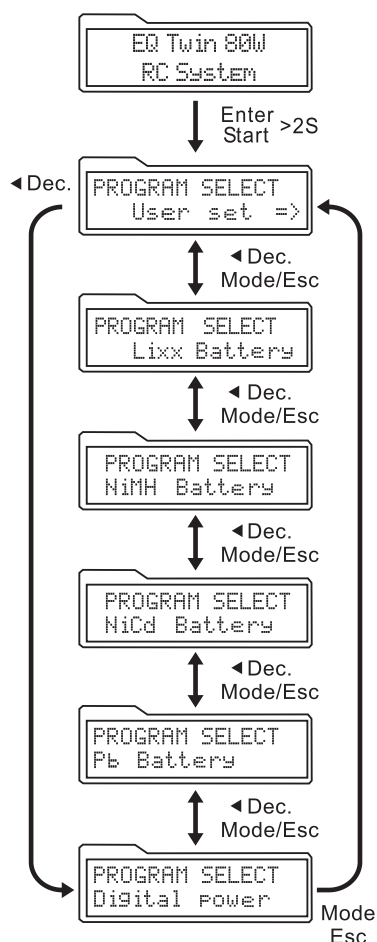 EQ Twin 80W
RC System
Enter
Start >2S
◄ Dec.
PROGRAM SELECT
User set =>
◄ Dec.
Mode/Esc
PROGRAM SELECT
Lixx Battery
◄ Dec.
Mode/Esc
PROGRAM SELECT
NiMH Battery
◄ Dec.
Mode/Esc
PROGRAM SELECT
NiCd Battery
◄ Dec.
Mode/Esc
PROGRAM SELECT
Pb Battery
◄ Dec.
Mode/Esc
PROGRAM SELECT
Digital power
Mode
Esc